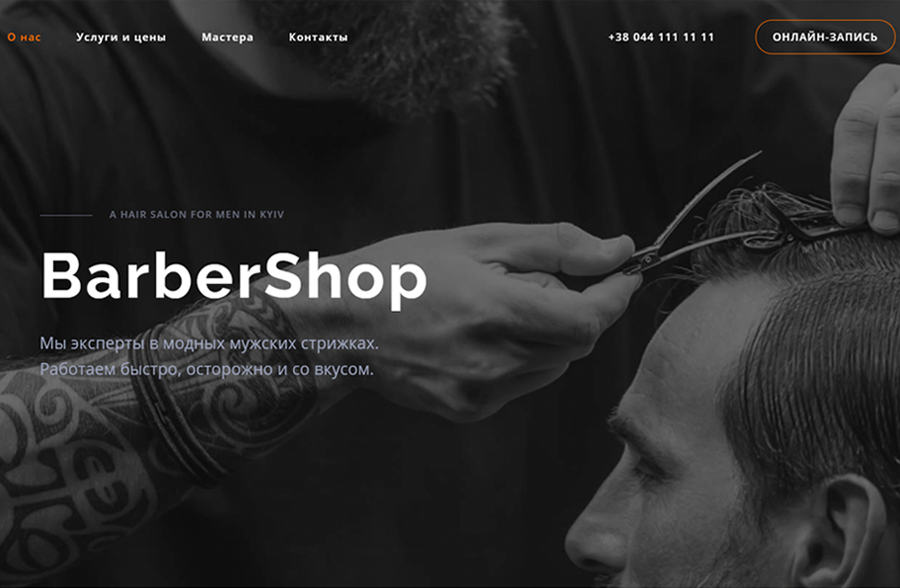 О нас
Услуги и цены
Мастера
Контакты
+38 044 111 11 11
ОНЛАЙН-ЗАПИСЬ
A HAIR SALON FOR MEN IN KYIV
BarberShop
Мы эксперты в модных мужских стрижках.
Работаем быстро, осторожно и со вкусом.